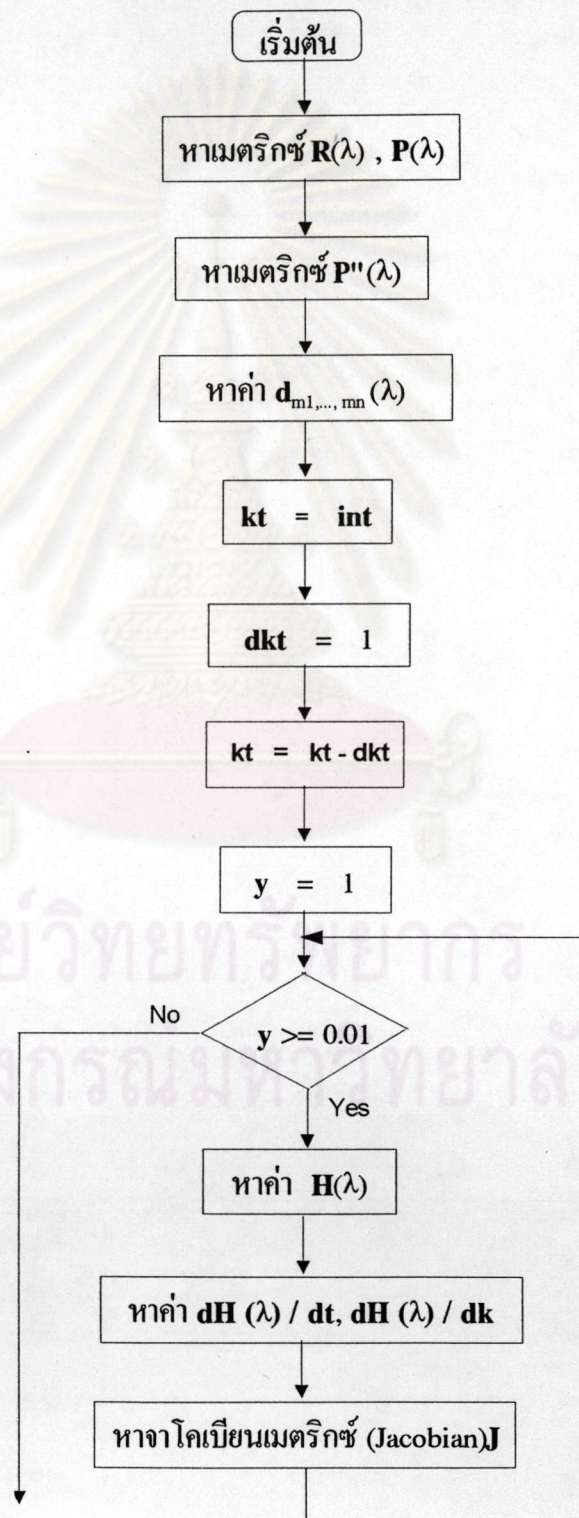 เริ่มต้น
หาเมตริกซ์ R(λ) , P(λ)
หาเมตริกซ์ P"(λ)
หาค่า d m1,..., mn (λ)
kt = int
dkt = 1
kt = kt - dkt
y = 1
No
y >= 0.01
Yes
หาค่า H(λ)
หาค่า dH (λ) / dt, dH (λ) / dk
หาจาโคเบียนเมตริกซ์ (Jacobian)J